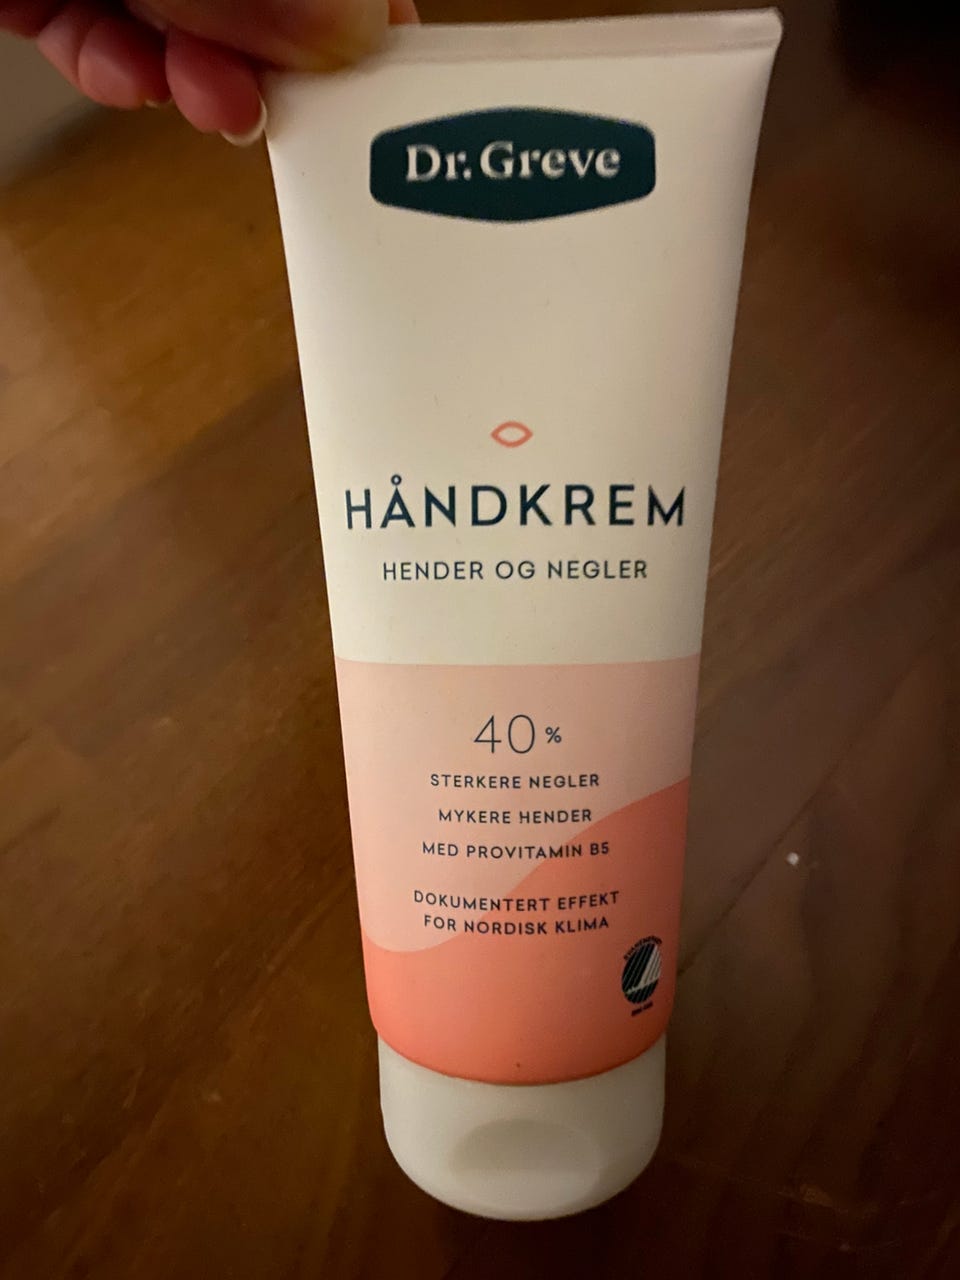 Dr. Greve
HÅNDKREM
HENDER OG NEGLER
40 %
STERKERE NEGLER
MYKERE HENDER
MED PROVITAMIN B5
DOKUMENTERT EFFEKT
FOR NORDISK KLIMA